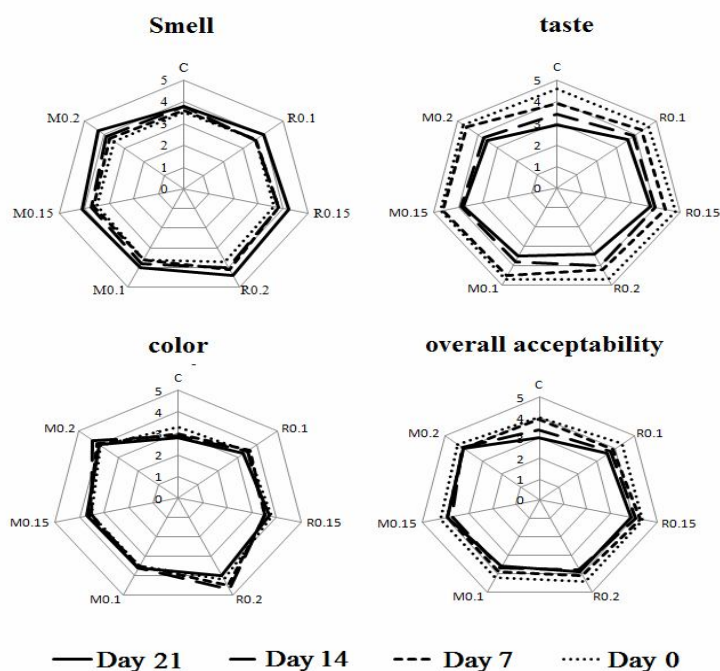 Smell
C
5
4
3
2
1
0
R0.1
R0.15
R0.2
M0.1
M0.15
M0.2
taste
C
5
4
3
2
1
0
R0.1
R0.15
R0.2
M0.1
M0.15
M0.2
color
C
5
4
3
2
1
0
R0.1
R0.15
R0.2
M0.1
M0.15
M0.2
overall acceptability
C
5
4
3
2
1
0
R0.1
R0.15
R0.2
M0.1
M0.15
M0.2
Day 21 Day 14 Day 7 Day 0